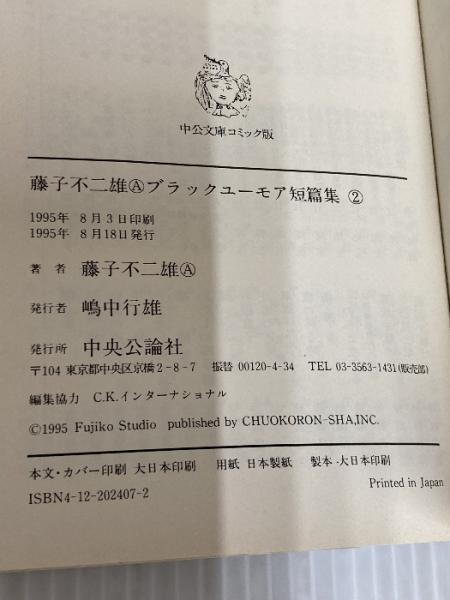 中公文庫コミック版
藤子不二雄Ⓐブラックユーモア短篇集 ②
1995年 8月3日印刷
1995年 8月18日発行
著者 藤子不二雄Ⓐ
発行者 嶋中行雄
発行所 中央公論社
〒104 東京都中央区京橋2-8-7 振替 00120-4-34 TEL 03-3563-1431(販売部)
編集協力 C.K.インターナショナル
©1995 Fujiko Studio published by CHUOKORON-SHA,INC.
本文・カバー印刷 大日本印刷 用紙 日本製紙 製本・大日本印刷
ISBN4-12-202407-2
Printed in Japan